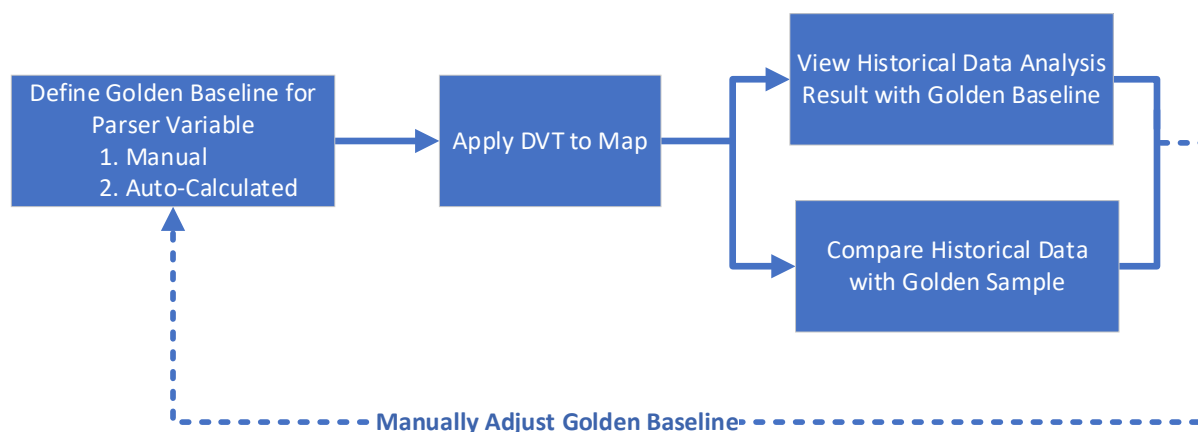 Define Golden Baseline for
Parser Variable
1. Manual
2. Auto-Calculated
Apply DVT to Map
View Historical Data Analysis
Result with Golden Baseline
Compare Historical Data
with Golden Sample
Manually Adjust Golden Baseline